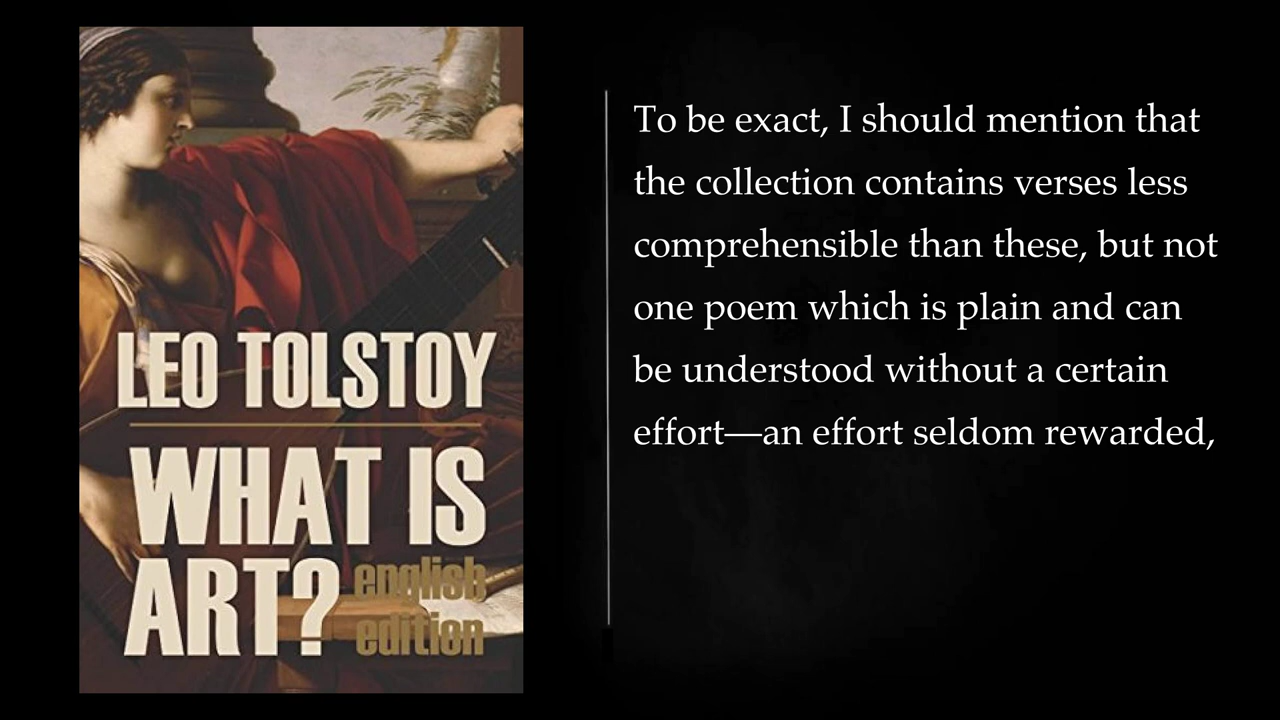 LEO TOLSTOY
WHAT IS
ART?
english
edition
To be exact, I should mention that
the collection contains verses less
comprehensible than these, but not
one poem which is plain and can
be understood without a certain
effort—an effort seldom rewarded,